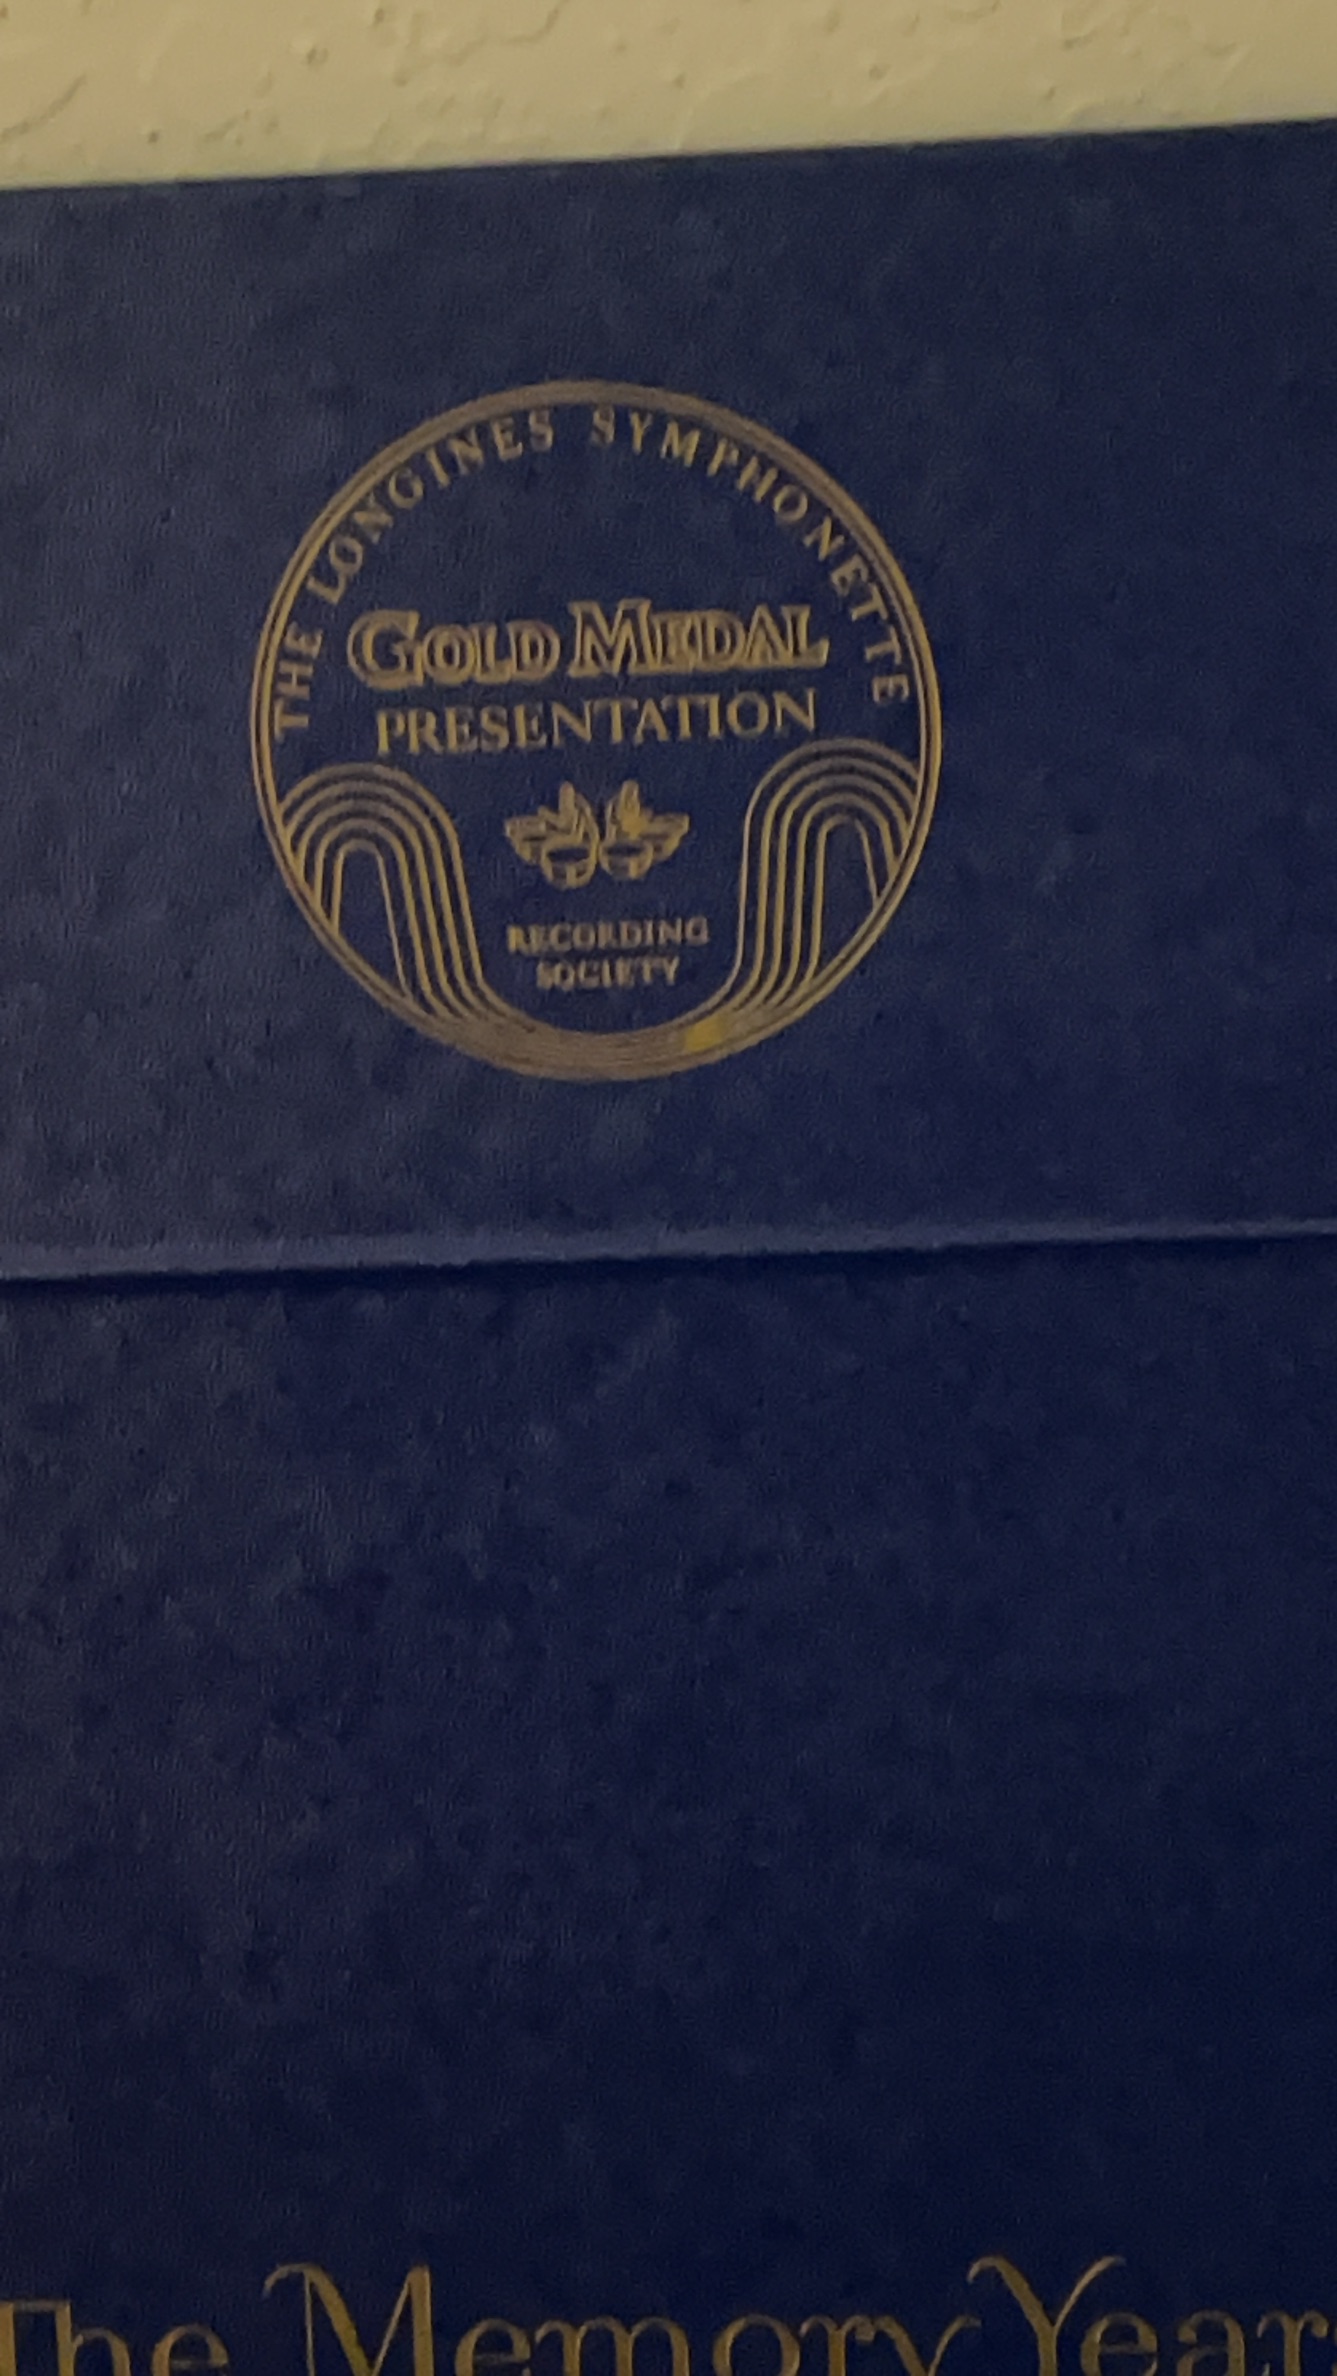 THE LONGINES SYMPHONETTE
GOLD MEDAL
PRESENTATION
RECORDING
SOCIETY
The Memory Year